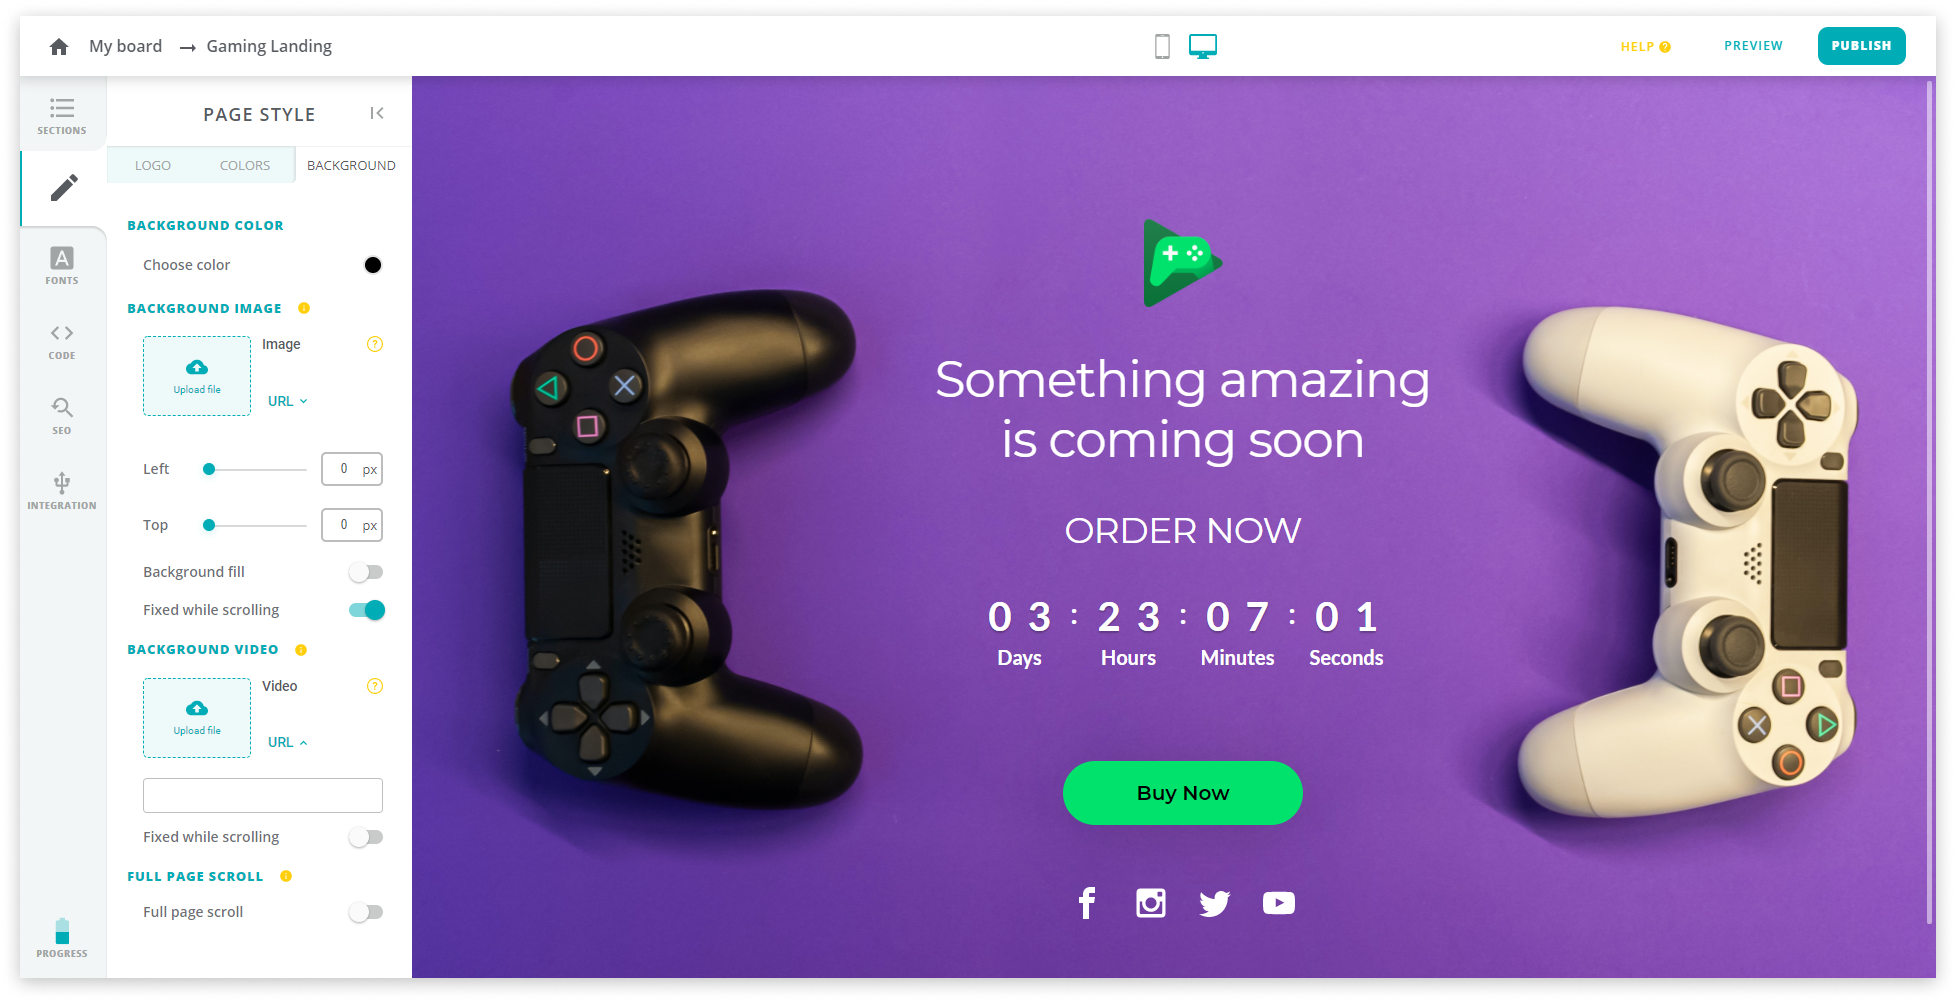 My board → Gaming Landing
HELP ?
PREVIEW
PUBLISH
SECTIONS
FONTS
CODE
SEO
INTEGRATION
PROGRESS
PAGE STYLE
LOGO COLORS BACKGROUND
BACKGROUND COLOR
Choose color
BACKGROUND IMAGE
Image ?
Upload file
URL
Left 0 px
Top 0 px
Background fill
Fixed while scrolling
BACKGROUND VIDEO
Video ?
Upload file
URL
Fixed while scrolling
FULL PAGE SCROLL
Full page scroll
Something amazing
is coming soon
ORDER NOW
03 : 23 : 07 : 01
Days Hours Minutes Seconds
Buy Now